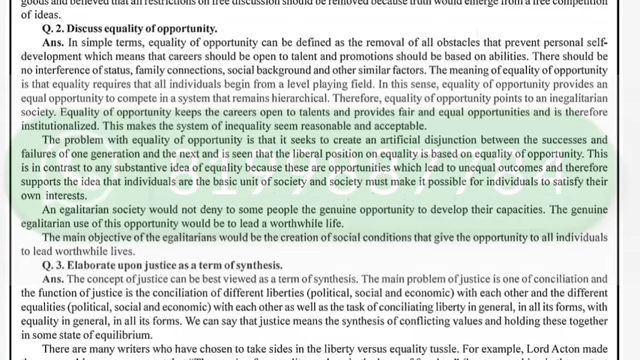 goods and believed that all restrictions on free discussion should be removed because truth would emerge from a free competition
of ideas.
Q. 2. Discuss equality of opportunity.
Ans. In simple terms, equality of opportunity can be defined as the removal of all obstacles that prevent personal self-
development which means that careers should be open to talent and promotions should be based on abilities. There should be
no interference of status, family connections, social background and other similar factors. The meaning of equality of opportunity
is that equality requires that all individuals begin from a level playing field. In this sense, equality of opportunity provides an
equal opportunity to compete in a system that remains hierarchical. Therefore, equality of opportunity points to an inegalitarian
society. Equality of opportunity keeps the careers open to talents and provides fair and equal opportunities and is therefore
institutionalized. This makes the system of inequality seem reasonable and acceptable.
The problem with equality of opportunity is that it seeks to create an artificial disjunction between the successes and
failures of one generation and the next and is seen that the liberal position on equality is based on equality of opportunity. This
is in contrast to any substantive idea of equality because these are opportunities which lead to unequal outcomes and therefore
supports the idea that individuals are the basic unit of society and society must make it possible for individuals to satisfy their
own interests.
An egalitarian society would not deny to some people the genuine opportunity to develop their capacities. The genuine
egalitarian use of this opportunity would be to lead a worthwhile life.
The main objective of the egalitarians would be the creation of social conditions that give the opportunity to all individuals
to lead worthwhile lives.
Q. 3. Elaborate upon justice as a term of synthesis.
Ans. The concept of justice can be best viewed as a term of synthesis. The main problem of justice is one of conciliation and
the function of justice is the conciliation of different liberties (political, social and economic) with each other and the different
equalities (political, social and economic) with each other as well as the task of conciliating liberty in general, in all its forms, with
equality in general, in all its forms. We can say that justice means the synthesis of conflicting values and holding these together
in some state of equilibrium.
There are many writers who have chosen to take sides in the liberty versus equality tussle. For example, Lord Acton made